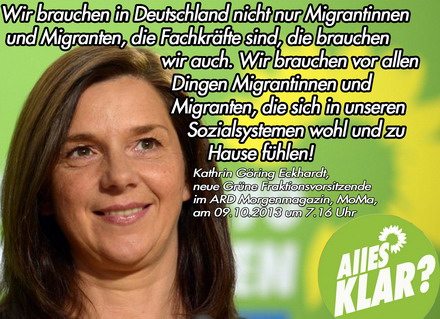 Wir brauchen in Deutschland nicht nur Migrantinnen
und Migranten, die Fachkräfte sind, die brauchen
wir auch. Wir brauchen vor allen
Dingen Migrantinnen und
Migranten, die sich in unseren
Sozialsystemen wohl und zu
Hause fühlen!
Kathrin Göring Eckhardt,
neue Grüne Fraktionsvorsitzende
im ARD Morgenmagazin, MoMa,
am 09.10.2013 um 7.16 Uhr
Alles
KLAR?